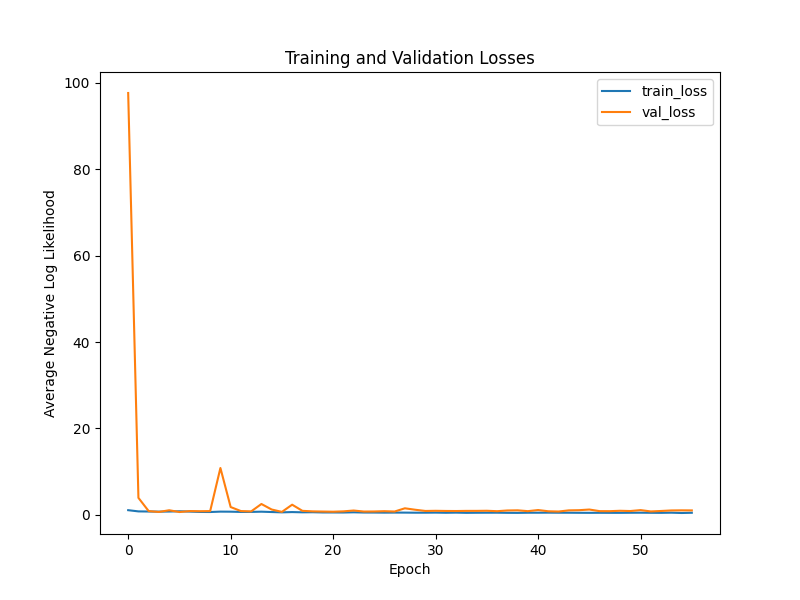 Training and Validation Losses
train_loss
val_loss
Average Negative Log Likelihood
100
80
60
40
20
0
0 10 20 30 40 50
Epoch